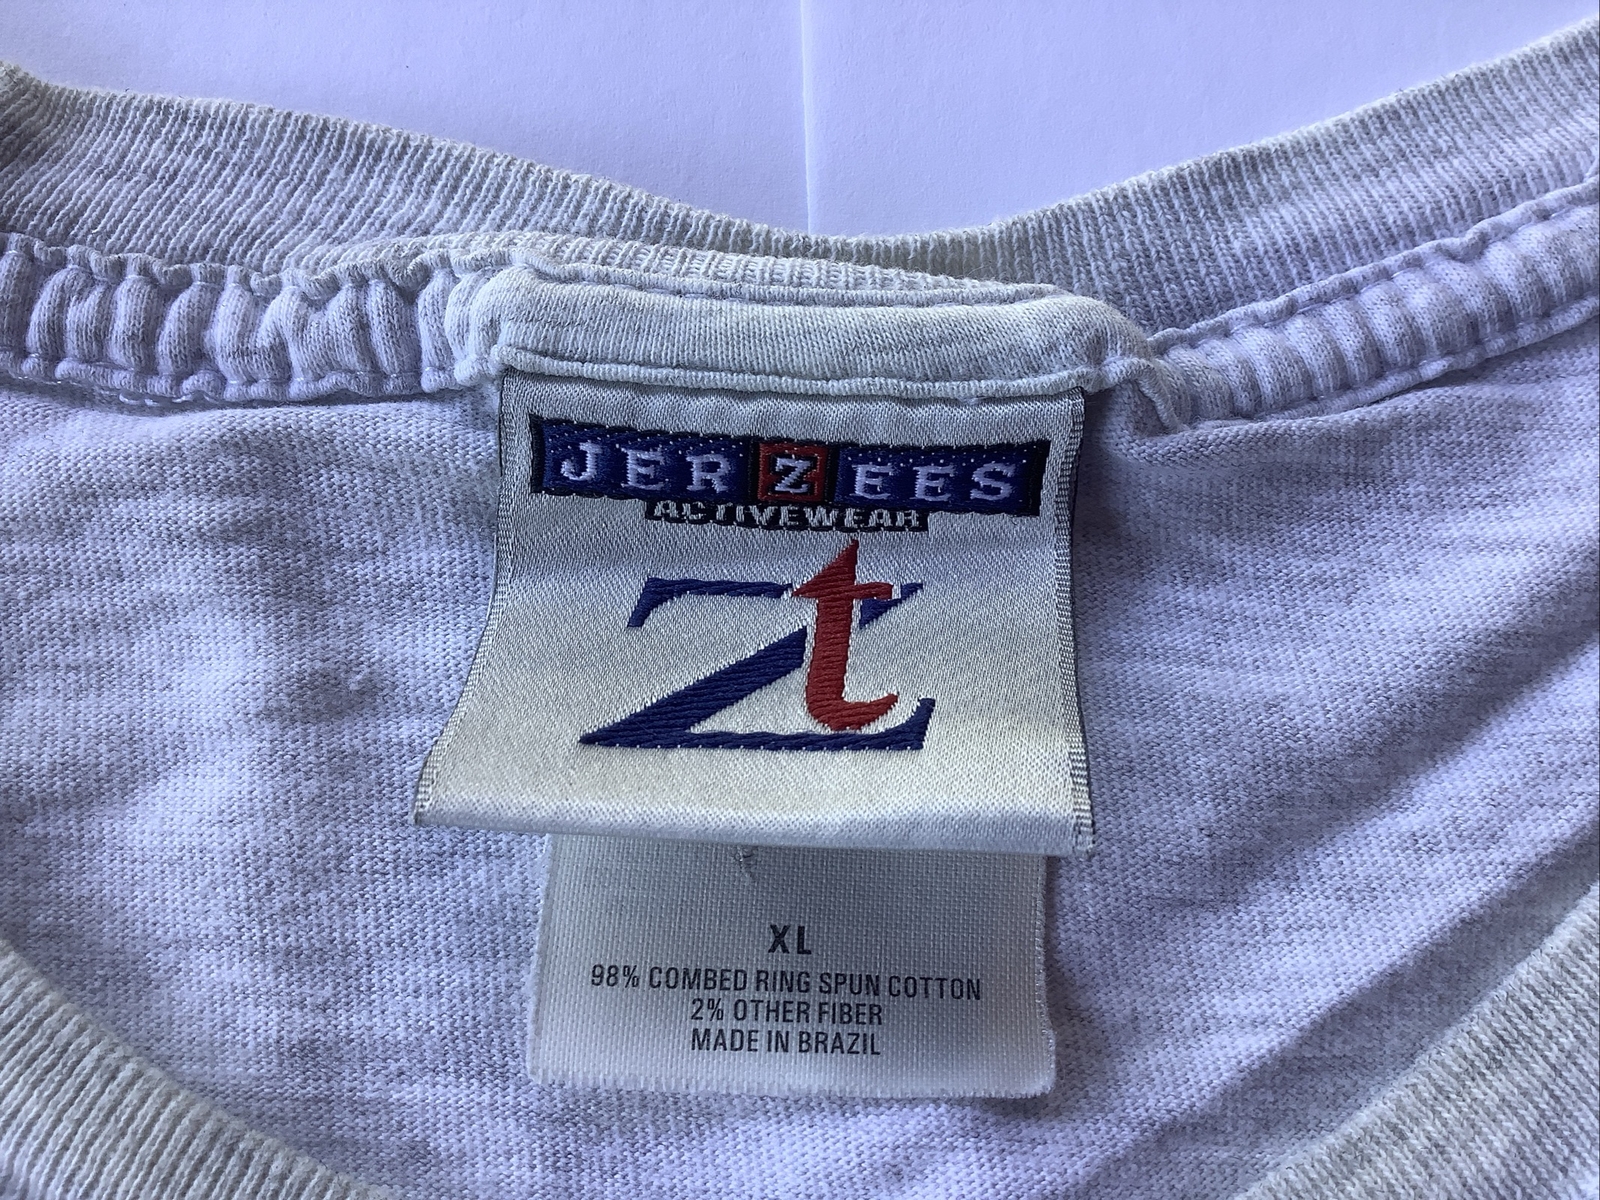 JERZEES
ACTIVEWEAR
Zt
XL
98% COMBED RING SPUN COTTON
2% OTHER FIBER
MADE IN BRAZIL